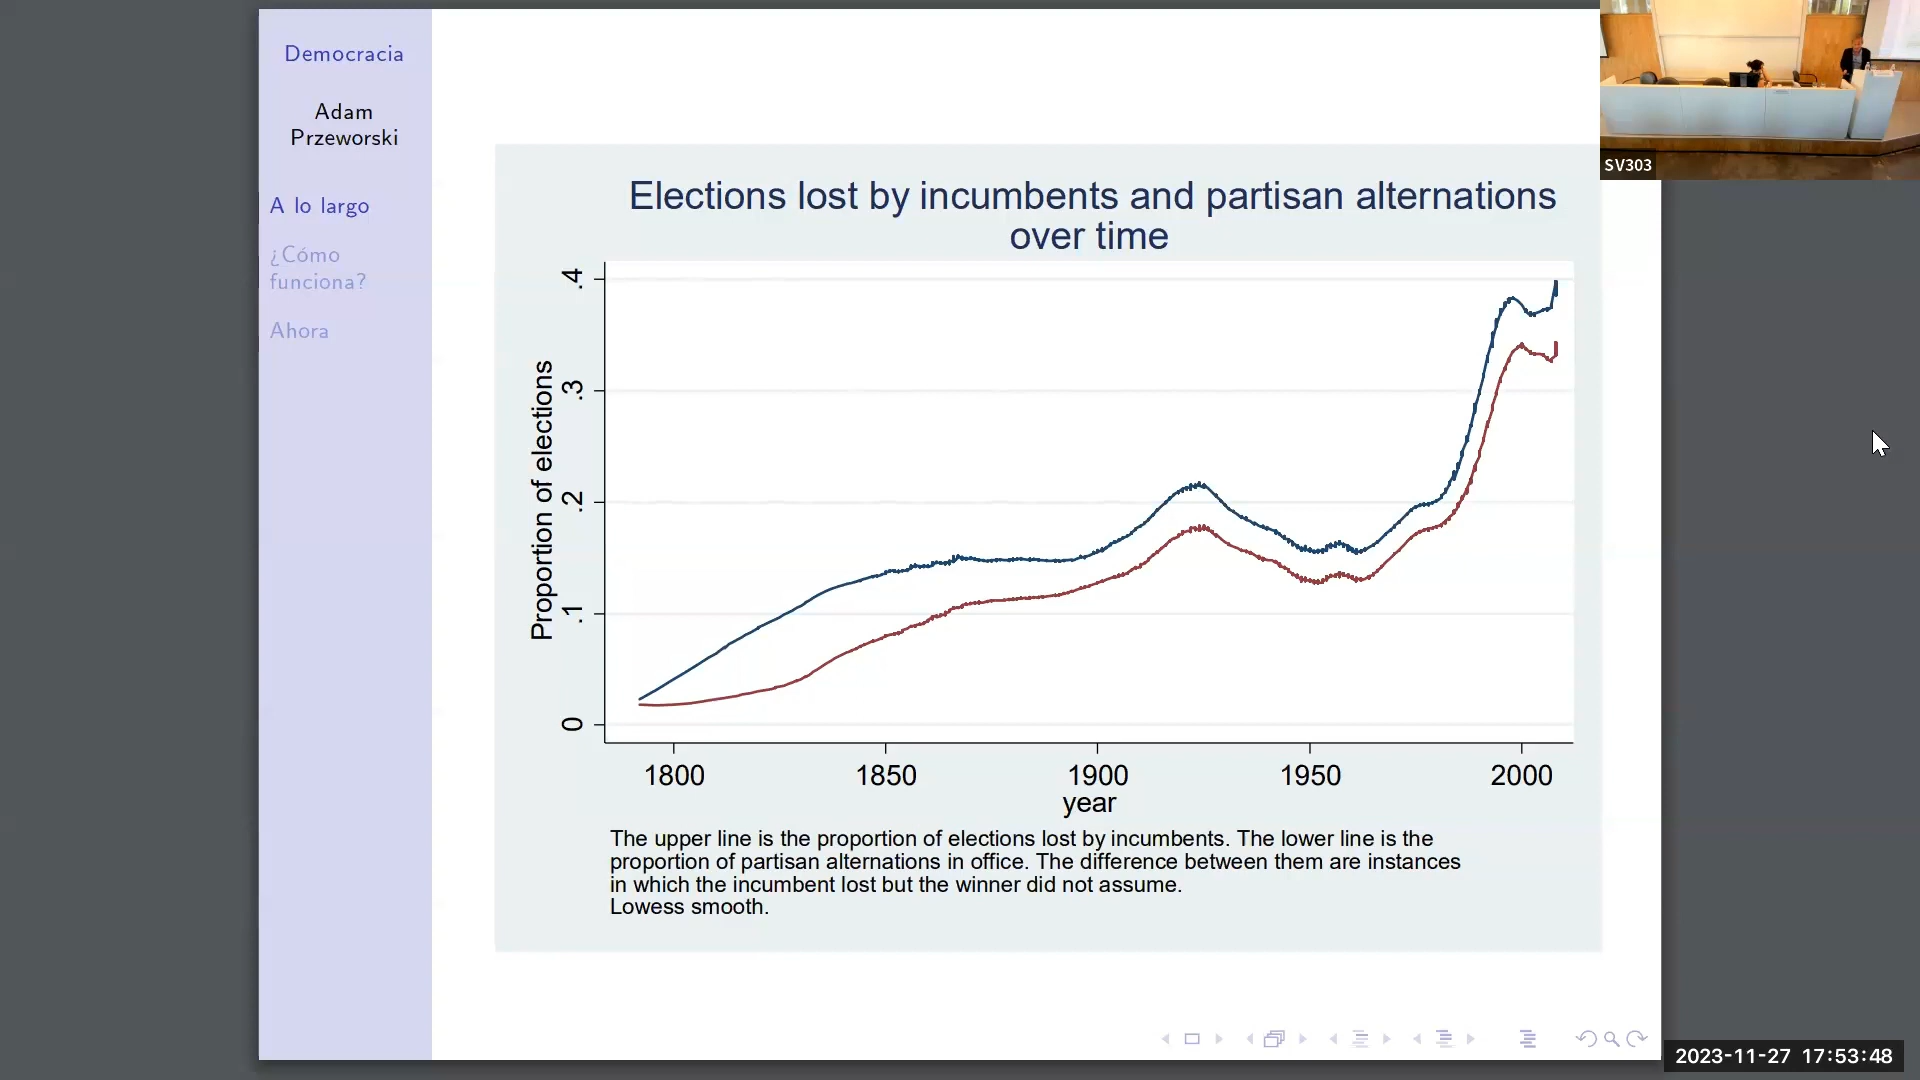 Democracia
Adam
Przeworski
A lo largo
¿Cómo
funciona?
Ahora
Elections lost by incumbents and partisan alternations
over time
Proportion of elections
.4
.3
.2
.1
0
1800 1850 1900 1950 2000
year
The upper line is the proportion of elections lost by incumbents. The lower line is the
proportion of partisan alternations in office. The difference between them are instances
in which the incumbent lost but the winner did not assume.
Lowess smooth.
SV303
2023-11-27 17:53:48